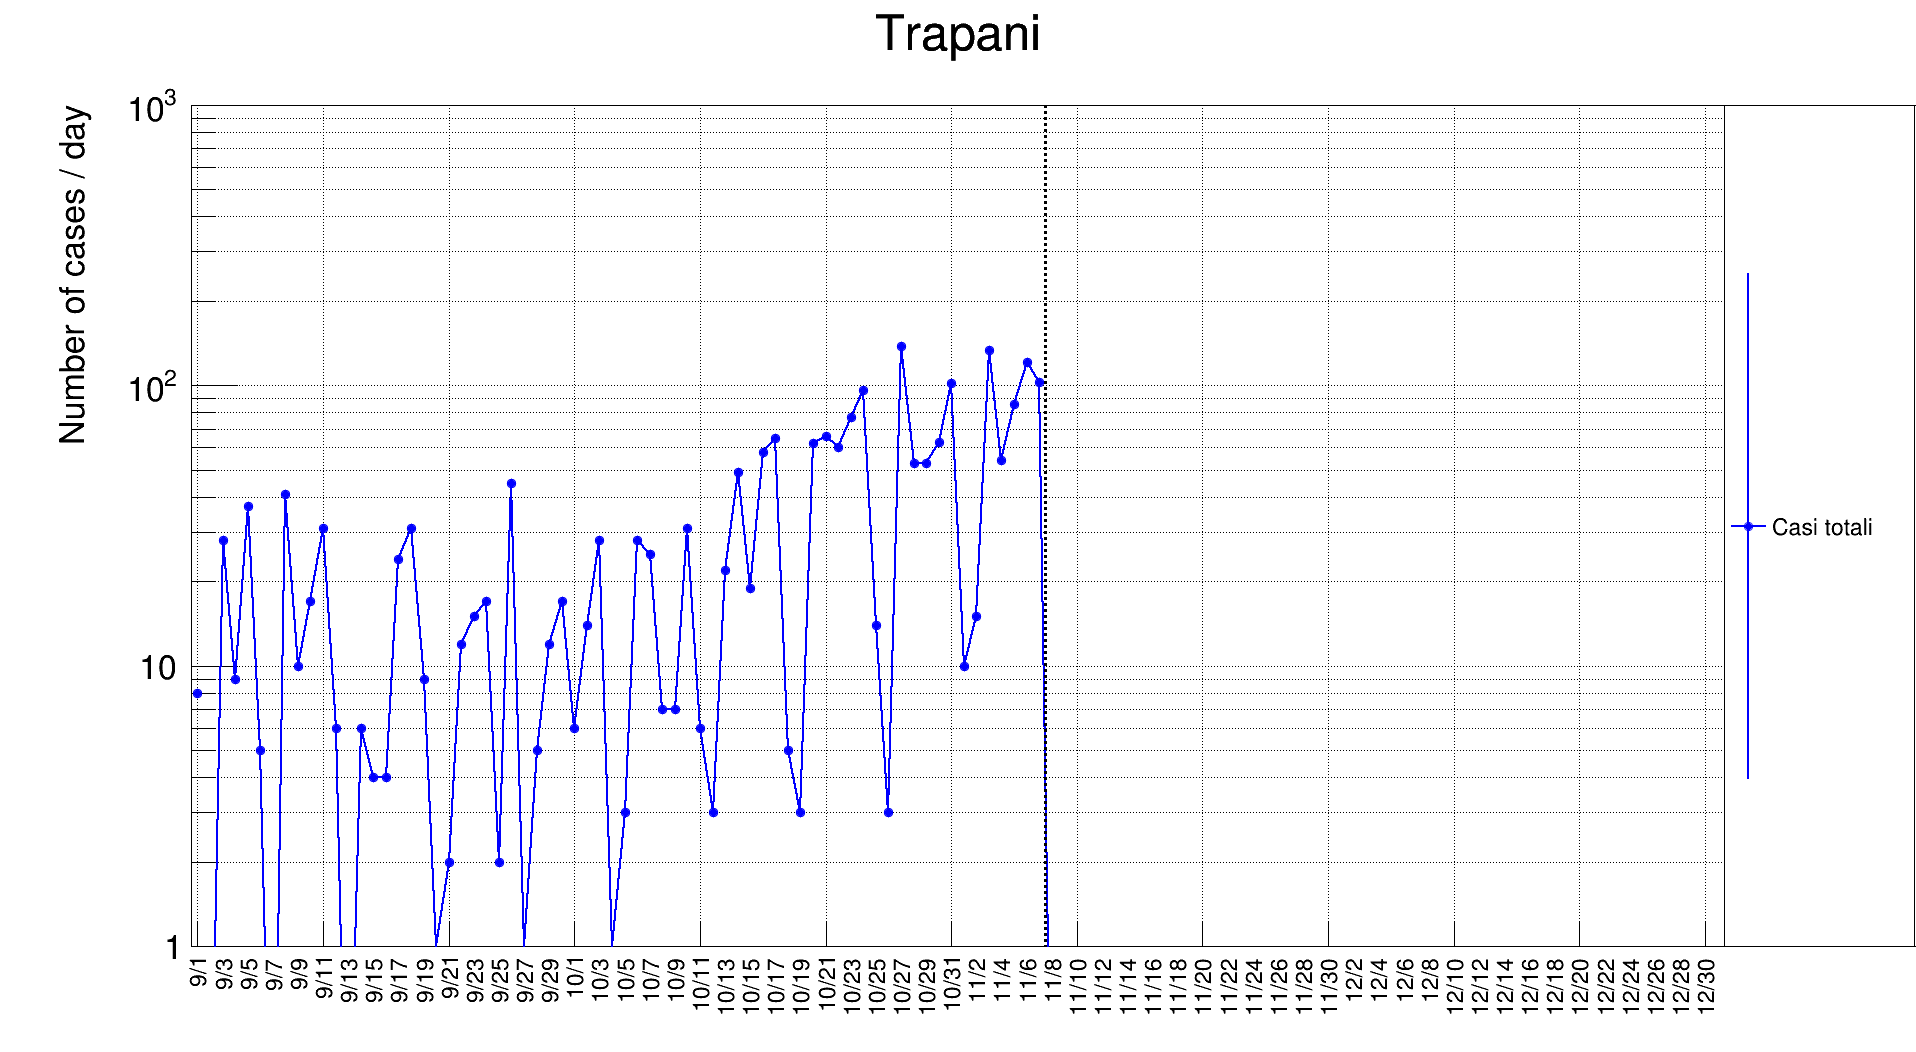 Trapani
Number of cases / day
10³
10²
10
1
9/1 9/3 9/5 9/7 9/9 9/11 9/13 9/15 9/17 9/19 9/21 9/23 9/25 9/27 9/29 10/1 10/3 10/5 10/7 10/9 10/11 10/13 10/15 10/17 10/19 10/21 10/23 10/25 10/27 10/29 10/31 11/2 11/4 11/6 11/8 11/10 11/12 11/14 11/16 11/18 11/20 11/22 11/24 11/26 11/28 11/30 12/2 12/4 12/6 12/8 12/10 12/12 12/14 12/16 12/18 12/20 12/22 12/24 12/26 12/28 12/30
Casi totali